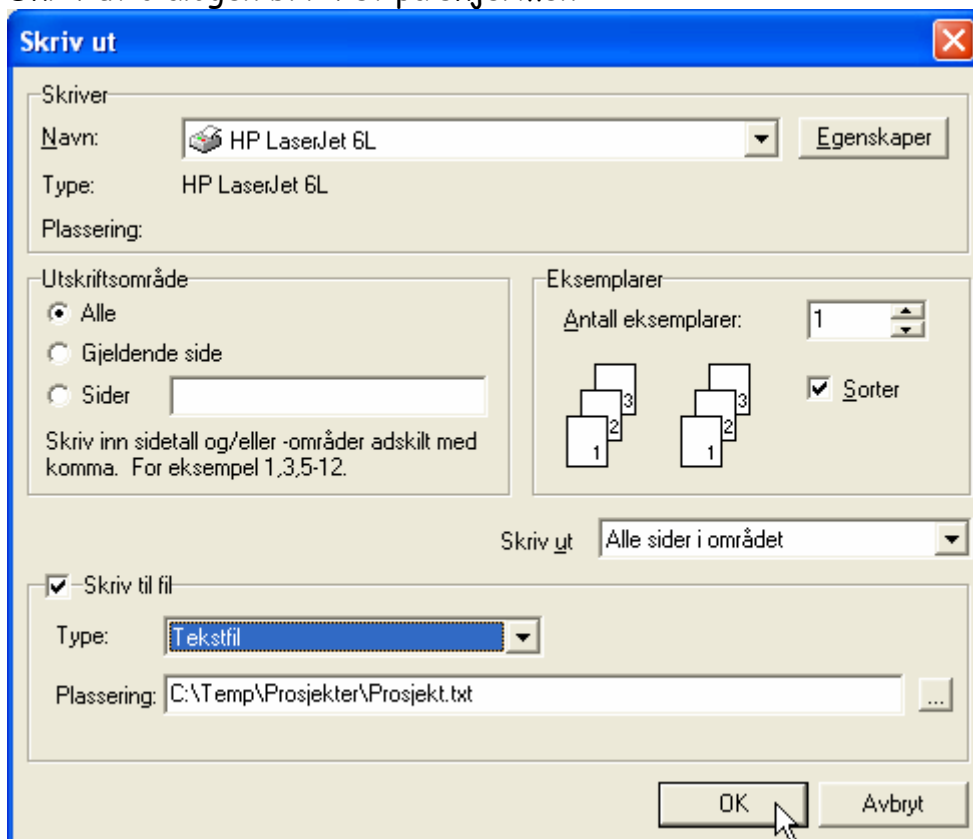 Skriv ut
Skriver
Navn: HP LaserJet 6L Egenskaper
Type: HP LaserJet 6L
Plassering:
Utskriftsområde
Alle
Gjeldende side
Sider
Skriv inn sidetall og/eller -områder adskilt med
komma. For eksempel 1,3,5-12.
Eksemplarer
Antall eksemplarer: 1
3 2 1 3 2 1
Sorter
Skriv ut Alle sider i området
Skriv til fil
Type: Tekstfil
Plassering: C:\Temp\Prosjekter\Prosjekt.txt ...
OK Avbryt